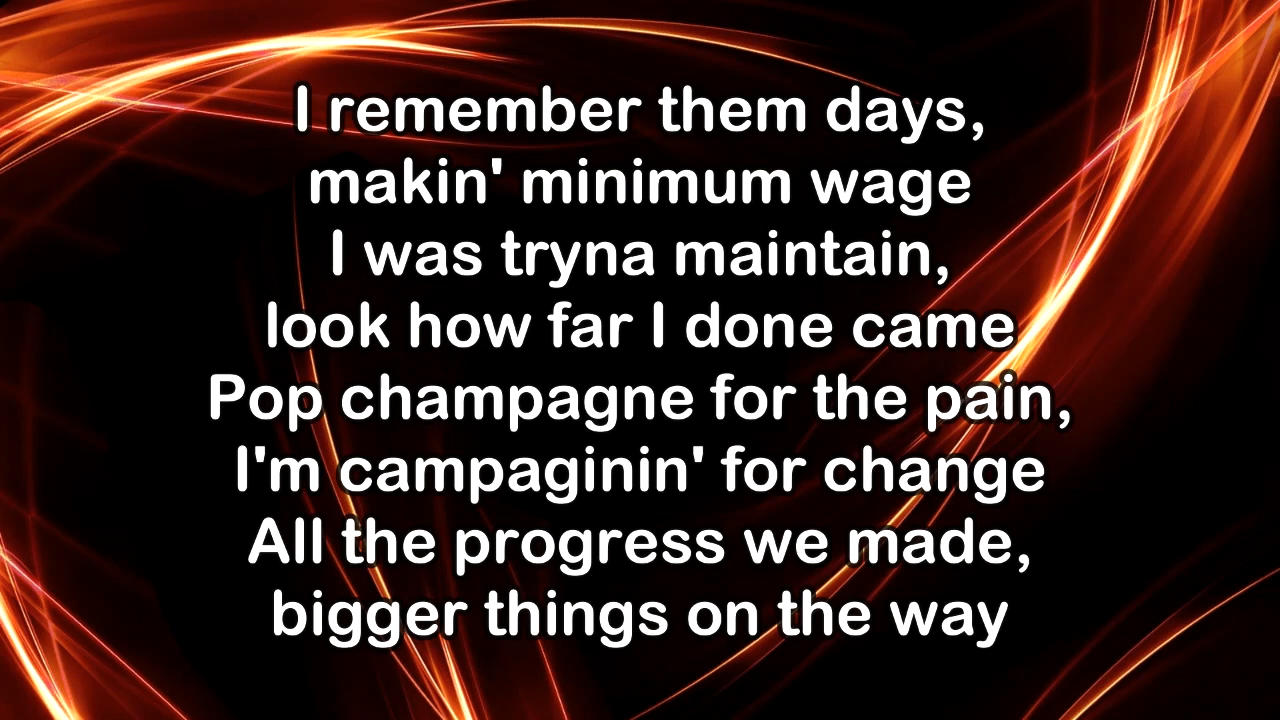 I remember them days,
makin' minimum wage
I was tryna maintain,
look how far I done came
Pop champagne for the pain,
I'm campaginin' for change
All the progress we made,
bigger things on the way